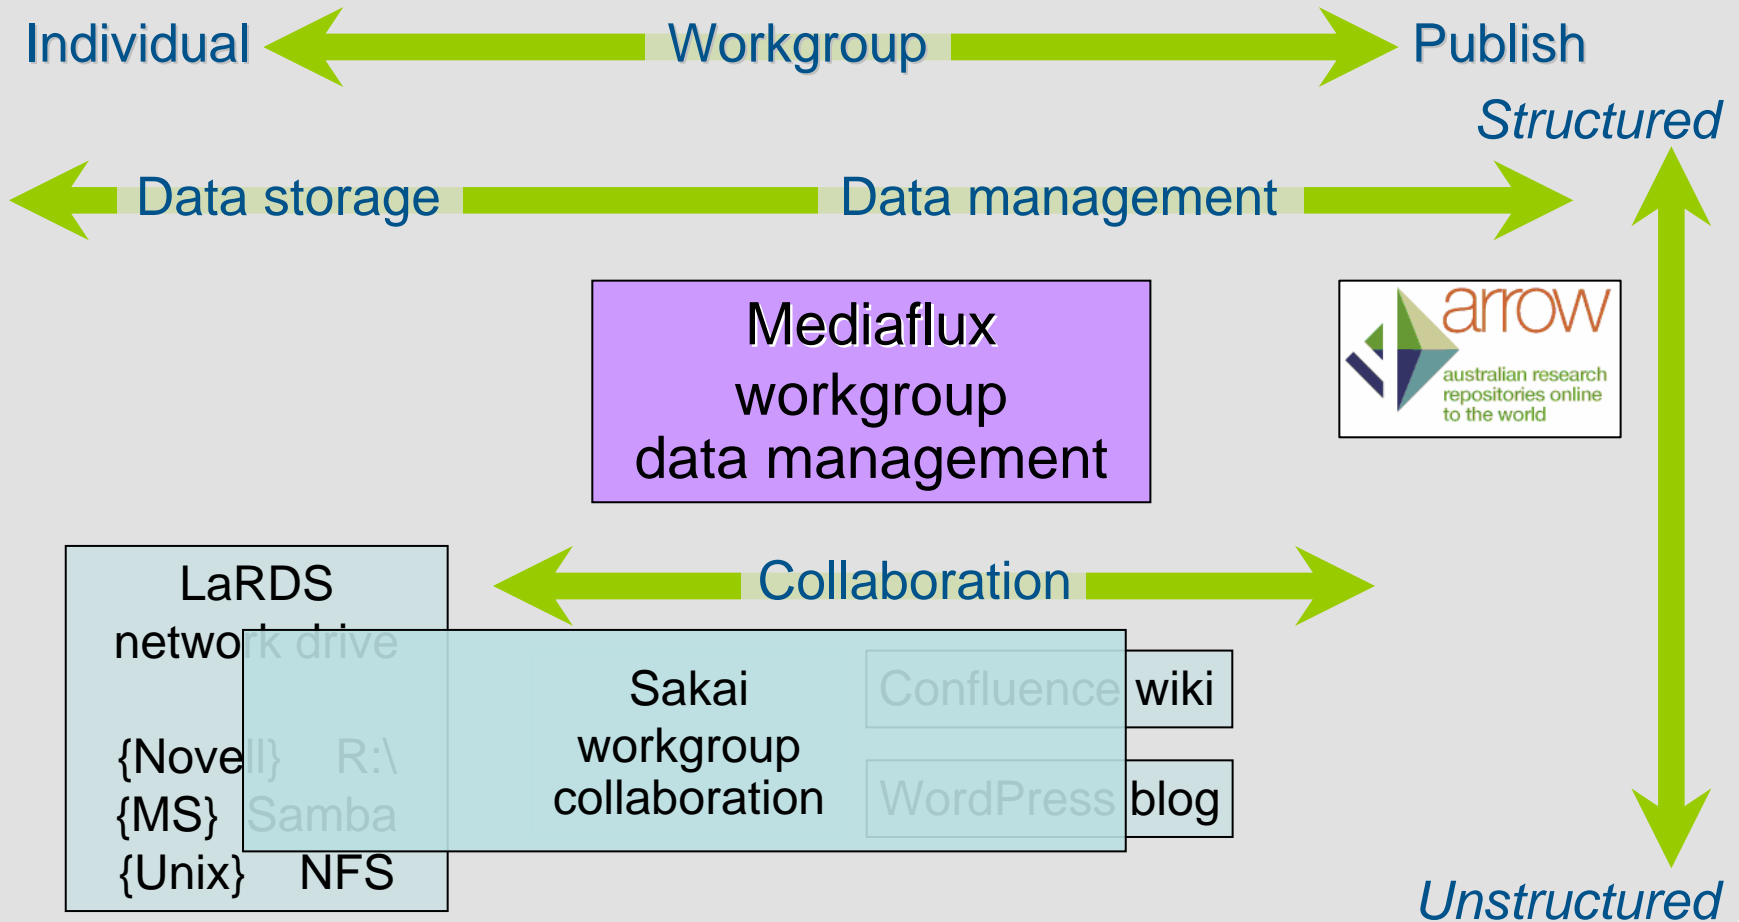 Individual Workgroup Publish
Structured
Data storage Data management
Mediaflux
workgroup
data management
arrow
australian research
repositories online
to the world
Collaboration
LaRDS
network drive
{Novell} R:\
{MS} Samba
{Unix} NFS
Sakai
workgroup
collaboration
Confluence wiki
WordPress blog
Unstructured